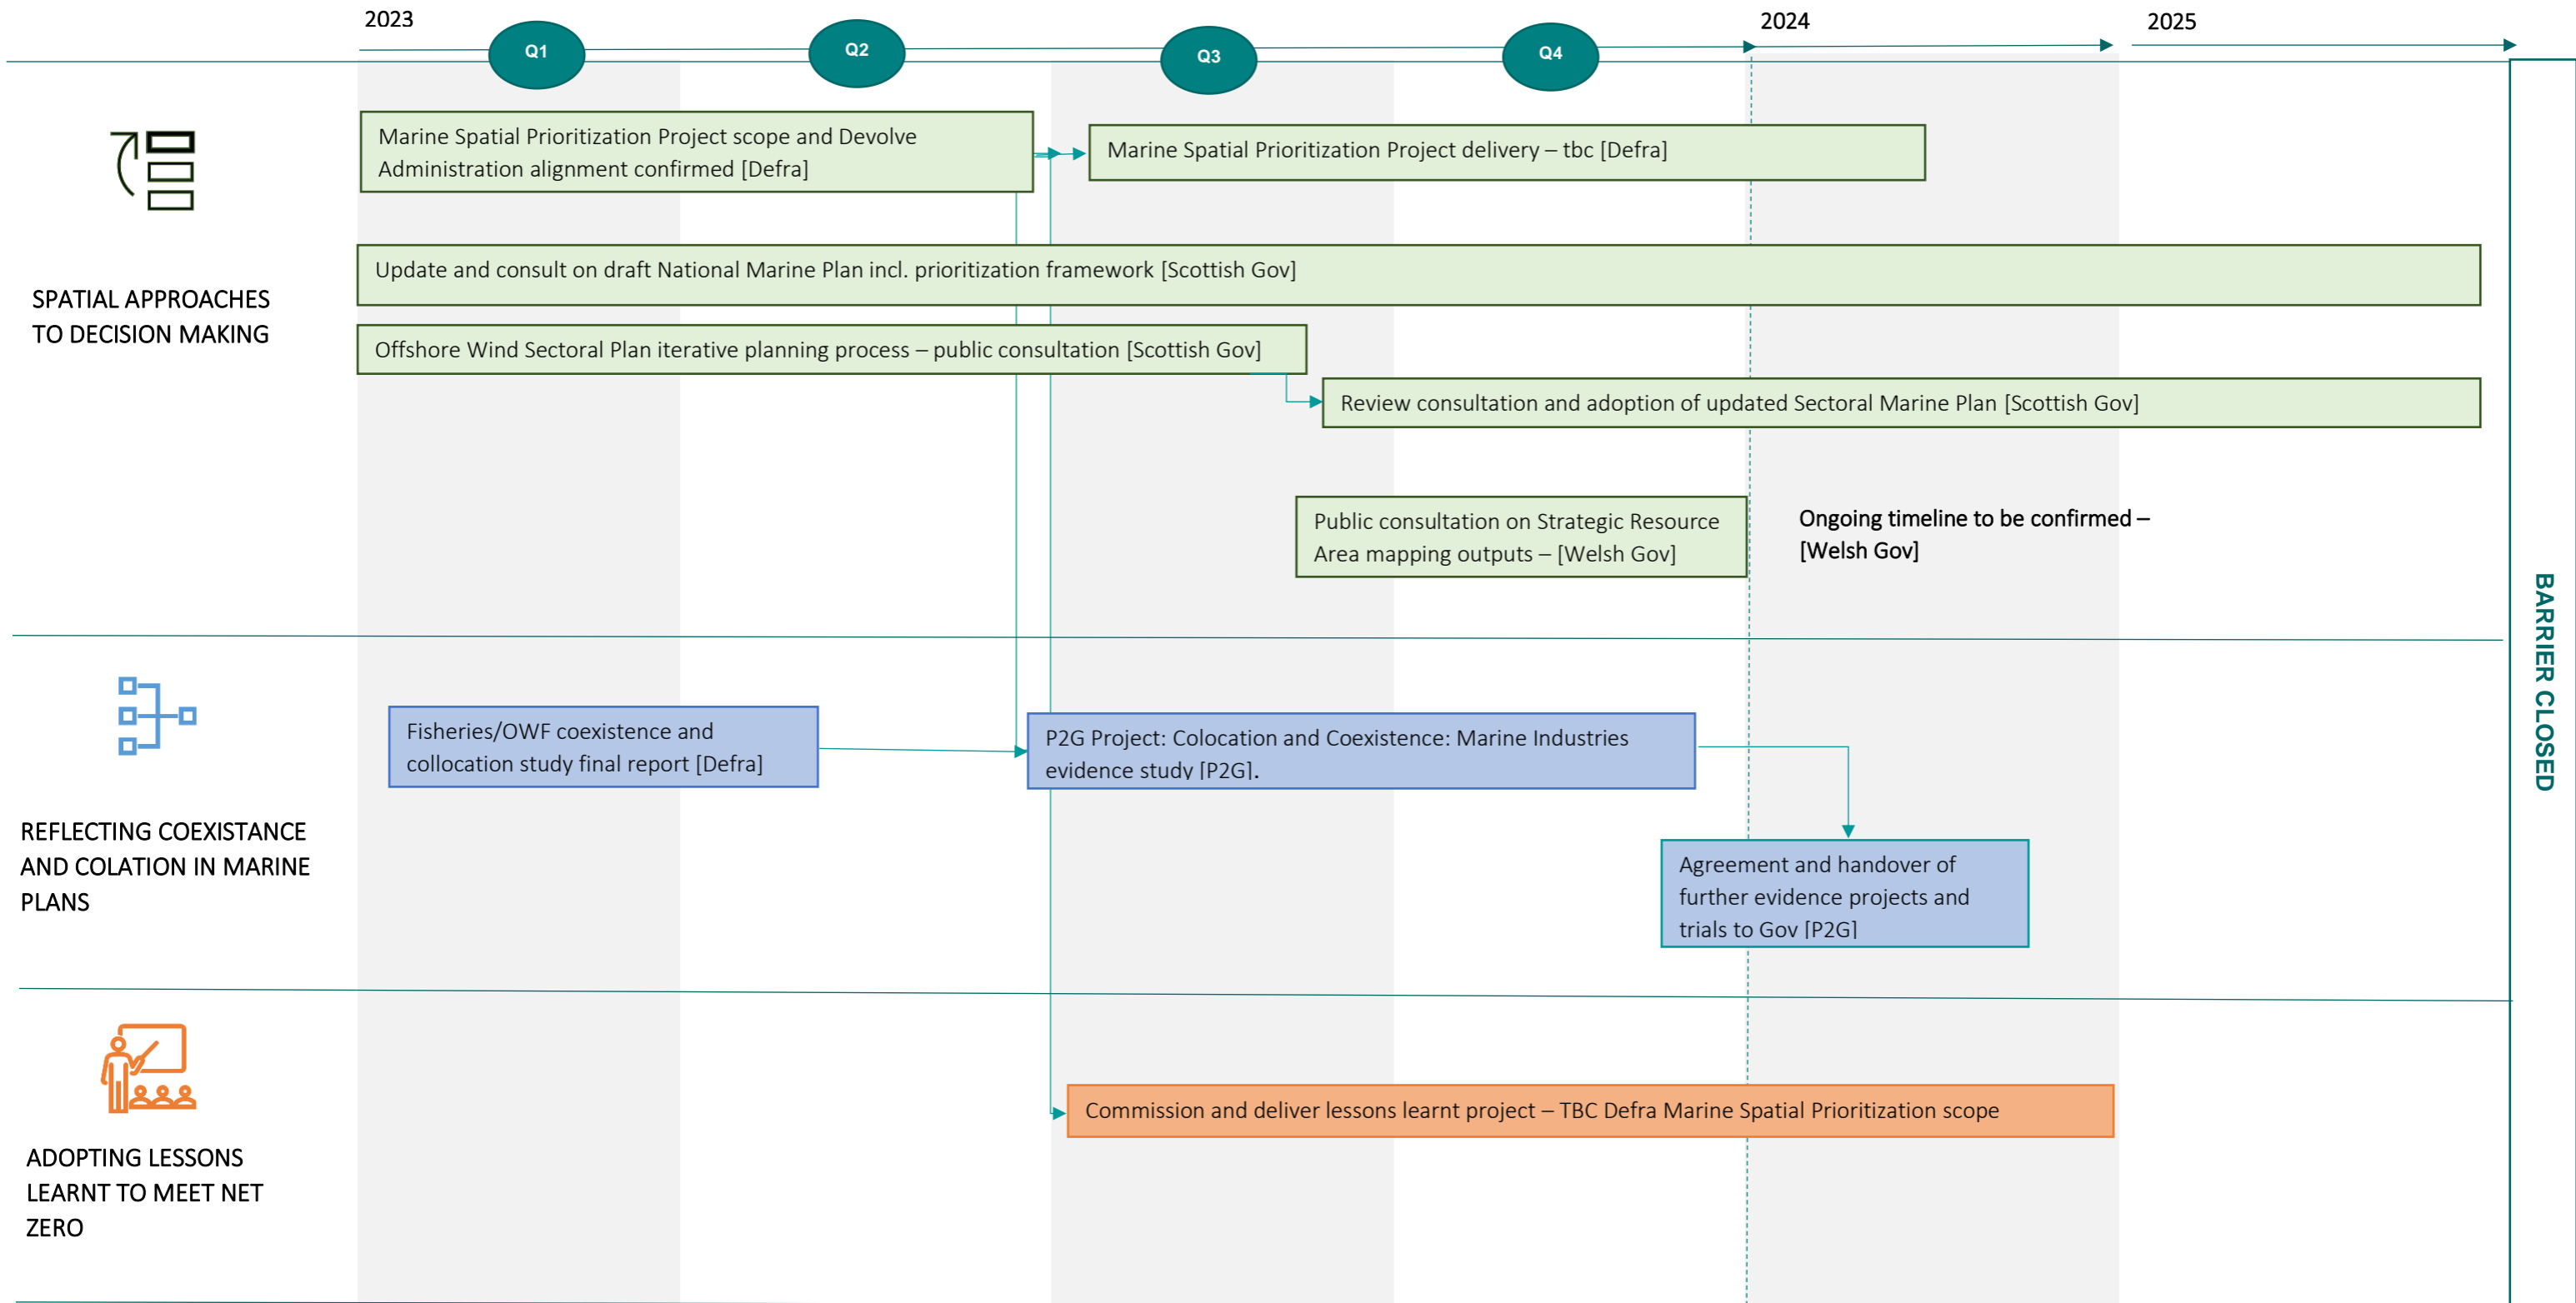 2023
2024
2025
Q1
Q2
Q3
Q4
Marine Spatial Prioritization Project scope and Devolve
Administration alignment confirmed [Defra]
Marine Spatial Prioritization Project delivery – tbc [Defra]
SPATIAL APPROACHES
TO DECISION MAKING
Update and consult on draft National Marine Plan incl. prioritization framework [Scottish Gov]
Offshore Wind Sectoral Plan iterative planning process – public consultation [Scottish Gov]
Review consultation and adoption of updated Sectoral Marine Plan [Scottish Gov]
Public consultation on Strategic Resource
Area mapping outputs – [Welsh Gov]
Ongoing timeline to be confirmed –
[Welsh Gov]
BARRIER CLOSED
REFLECTING COEXISTANCE
AND COLATION IN MARINE
PLANS
Fisheries/OWF coexistence and
collocation study final report [Defra]
P2G Project: Colocation and Coexistence: Marine Industries
evidence study [P2G].
Agreement and handover of
further evidence projects and
trials to Gov [P2G]
ADOPTING LESSONS
LEARNT TO MEET NET
ZERO
Commission and deliver lessons learnt project – TBC Defra Marine Spatial Prioritization scope